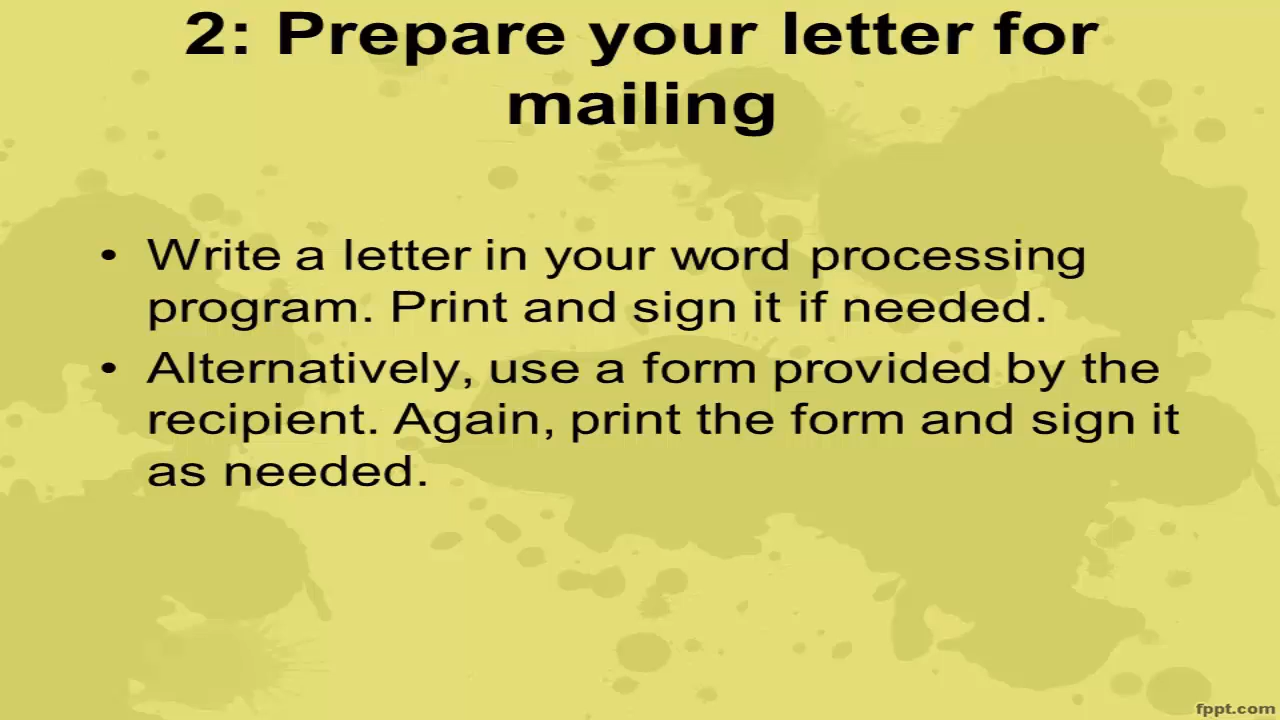 2: Prepare your letter for
mailing
• Write a letter in your word processing
program. Print and sign it if needed.
• Alternatively, use a form provided by the
recipient. Again, print the form and sign it
as needed.
fppt.com